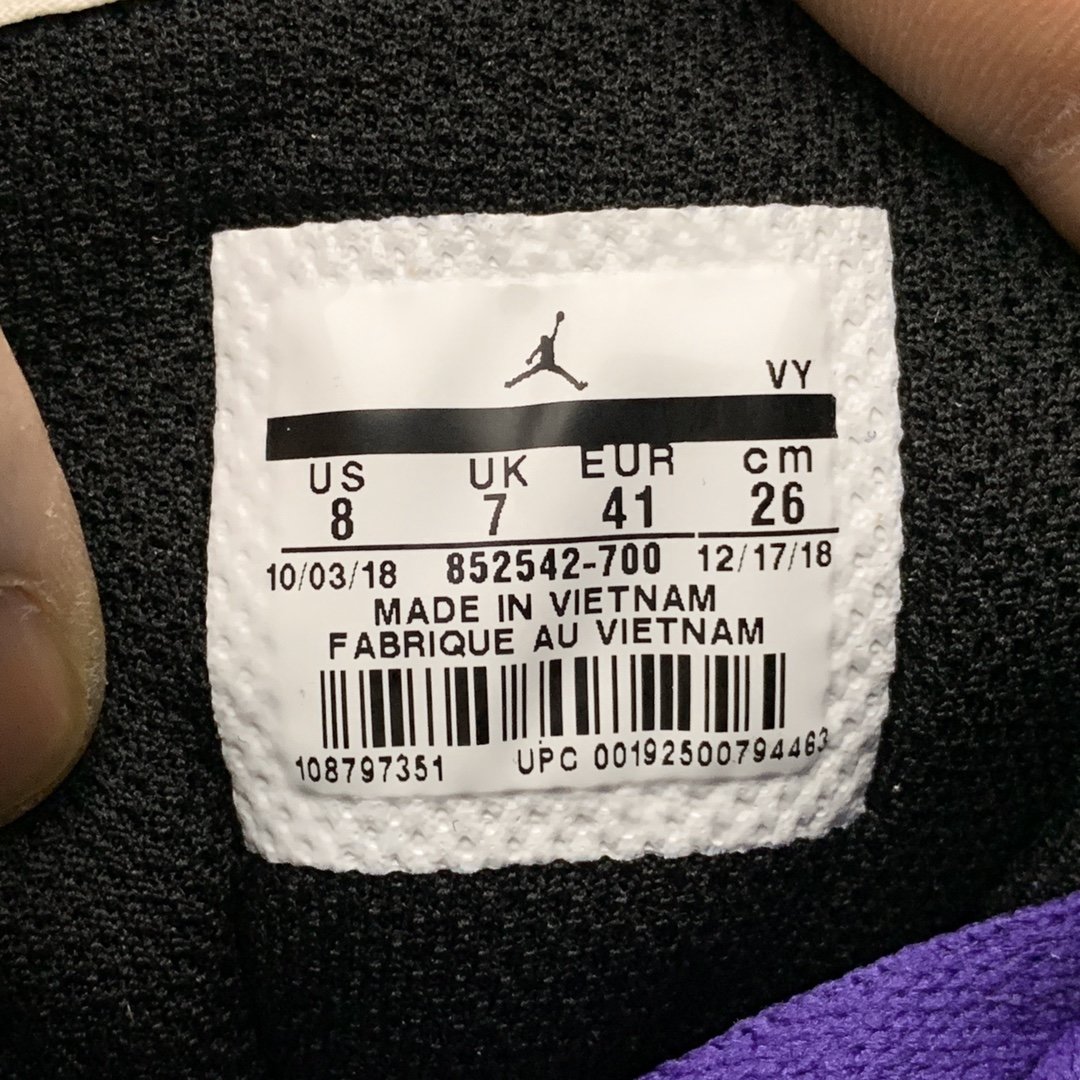 VY
US UK EUR cm
8 7 41 26
10/03/18 852542-700 12/17/18
MADE IN VIETNAM
FABRIQUE AU VIETNAM
108797351 UPC 00192500794463